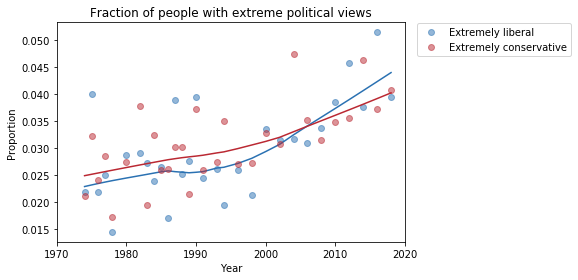 Fraction of people with extreme political views
Extremely liberal
Extremely conservative
0.050
0.045
0.040
0.035
0.030
0.025
0.020
0.015
Proportion
1970
1980
1990
2000
2010
2020
Year